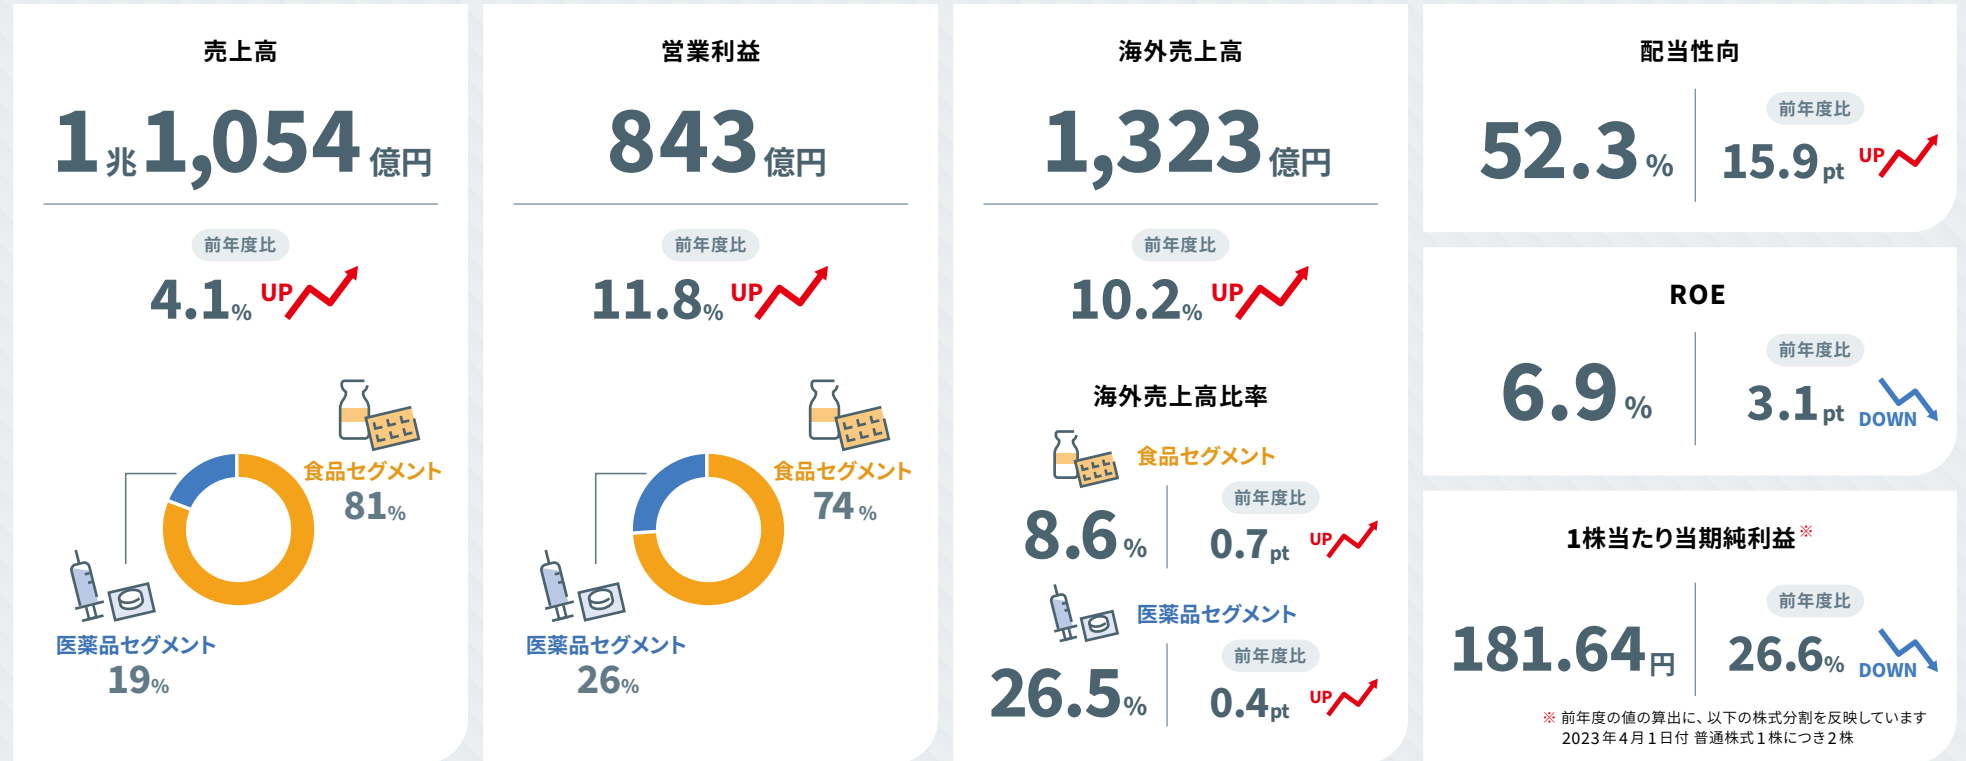 売上高
1兆1,054億円
前年度比
4.1% UP
食品セグメント
81%
医薬品セグメント
19%
営業利益
843億円
前年度比
11.8% UP
食品セグメント
74%
医薬品セグメント
26%
海外売上高
1,323億円
前年度比
10.2% UP
海外売上高比率
食品セグメント
8.6%
前年度比
0.7pt UP
医薬品セグメント
26.5%
前年度比
0.4pt UP
配当性向
52.3%
前年度比
15.9pt UP
ROE
6.9%
前年度比
3.1pt DOWN
1株当たり当期純利益※
181.64円
前年度比
26.6% DOWN
※ 前年度の値の算出に、以下の株式分割を反映しています
2023年4月1日付 普通株式1株につき2株